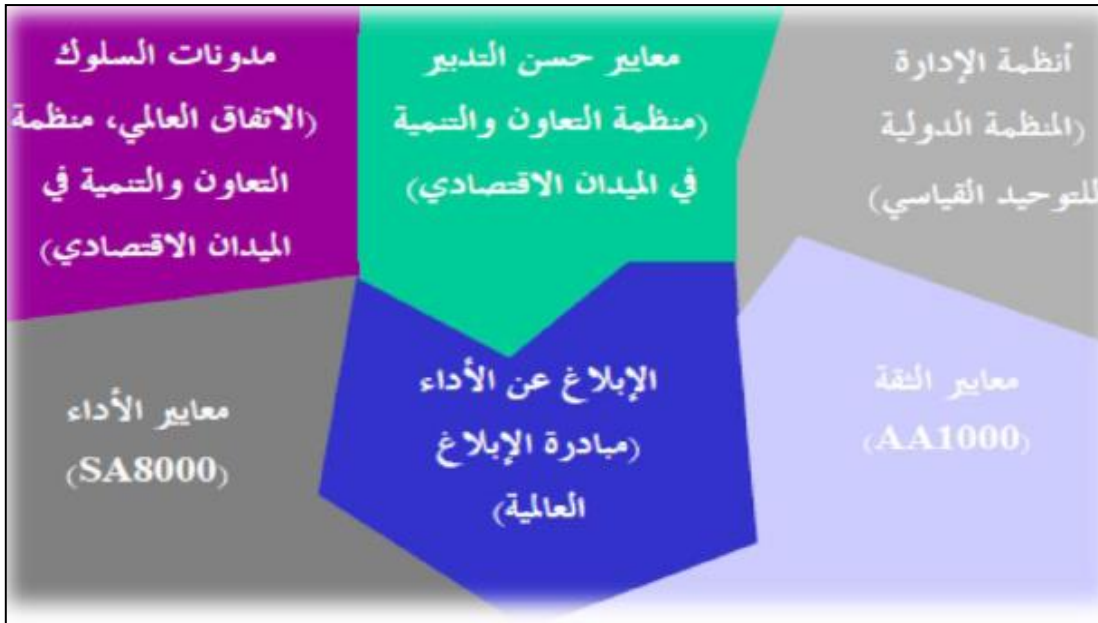 أنظمة الإدارة
(المنظمة الدولية
للتوحيد القياسي)
معايير حسن التدبير
(منظمة التعاون والتنمية
في الميدان الاقتصادي)
مدونات السلوك
(الاتفاق العالمي، منظمة
التعاون والتنمية في
الميدان الاقتصادي)
معايير الثقة
(AA1000)
الإبلاغ عن الأداء
(مبادرة الإبلاغ
العالمية)
معايير الأداء
(SA8000)